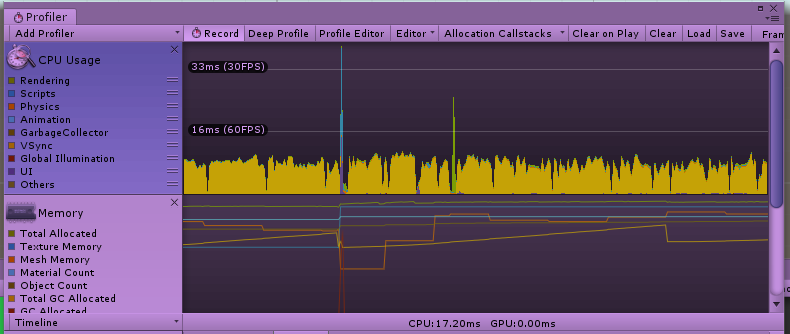 Profiler
Add Profiler Record Deep Profile Profile Editor Editor Allocation Callstacks Clear on Play Clear Load Save Fram
CPU Usage
Rendering
Scripts
Physics
Animation
GarbageCollector
VSync
Global Illumination
UI
Others
33ms (30FPS)
16ms (60FPS)
Memory
Total Allocated
Texture Memory
Mesh Memory
Material Count
Object Count
Total GC Allocated
GC Allocated
Timeline CPU:17.20ms GPU:0.00ms